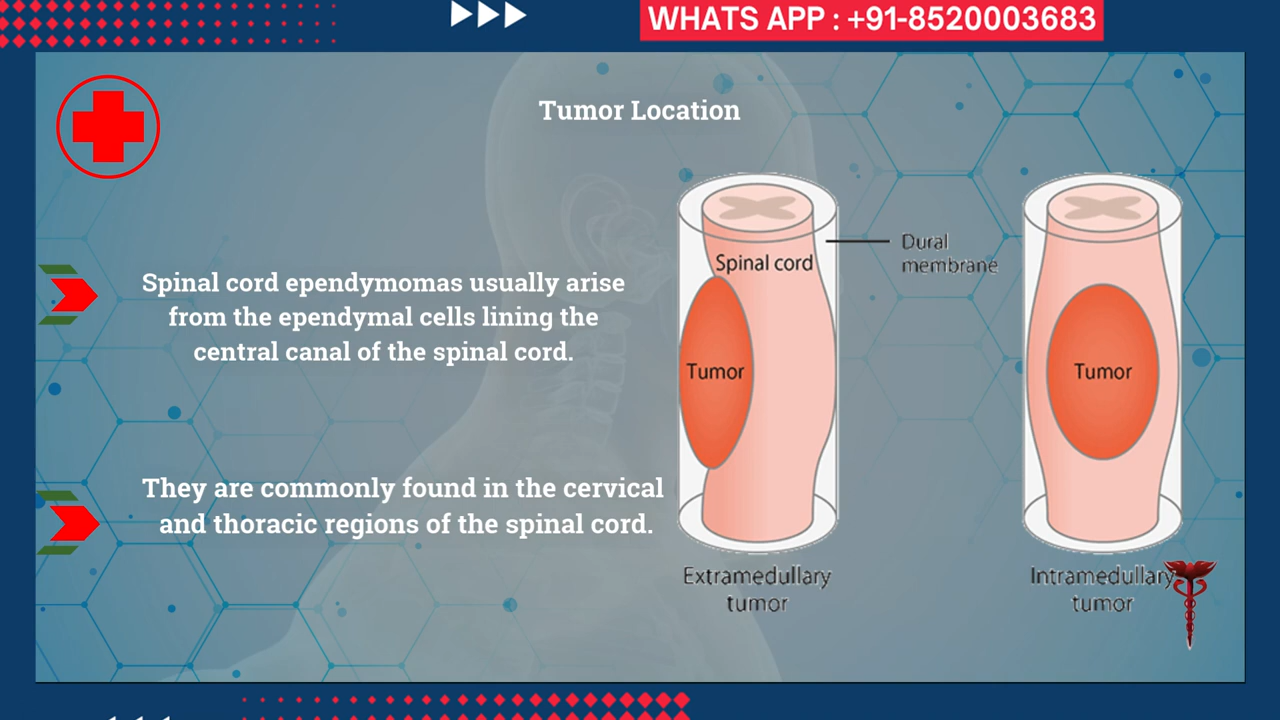 WHATS APP : +91-8520003683
Tumor Location
Spinal cord ependymomas usually arise
from the ependymal cells lining the
central canal of the spinal cord.
They are commonly found in the cervical
and thoracic regions of the spinal cord.
Spinal cord
Dural
membrane
Tumor
Extramedullary
tumor
Tumor
Intramedullary
tumor